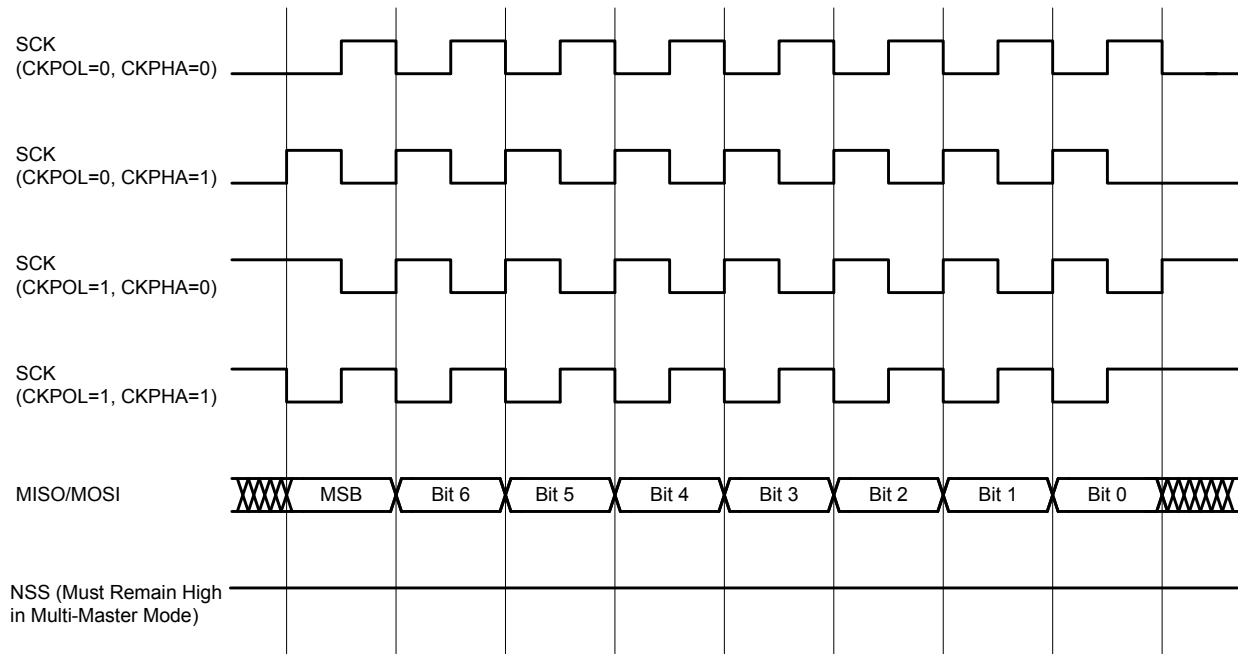 SCK
(CKPOL=0, CKPHA=0)
SCK
(CKPOL=0, CKPHA=1)
SCK
(CKPOL=1, CKPHA=0)
SCK
(CKPOL=1, CKPHA=1)
MISO/MOSI
MSB
Bit 6
Bit 5
Bit 4
Bit 3
Bit 2
Bit 1
Bit 0
NSS (Must Remain High
in Multi-Master Mode)